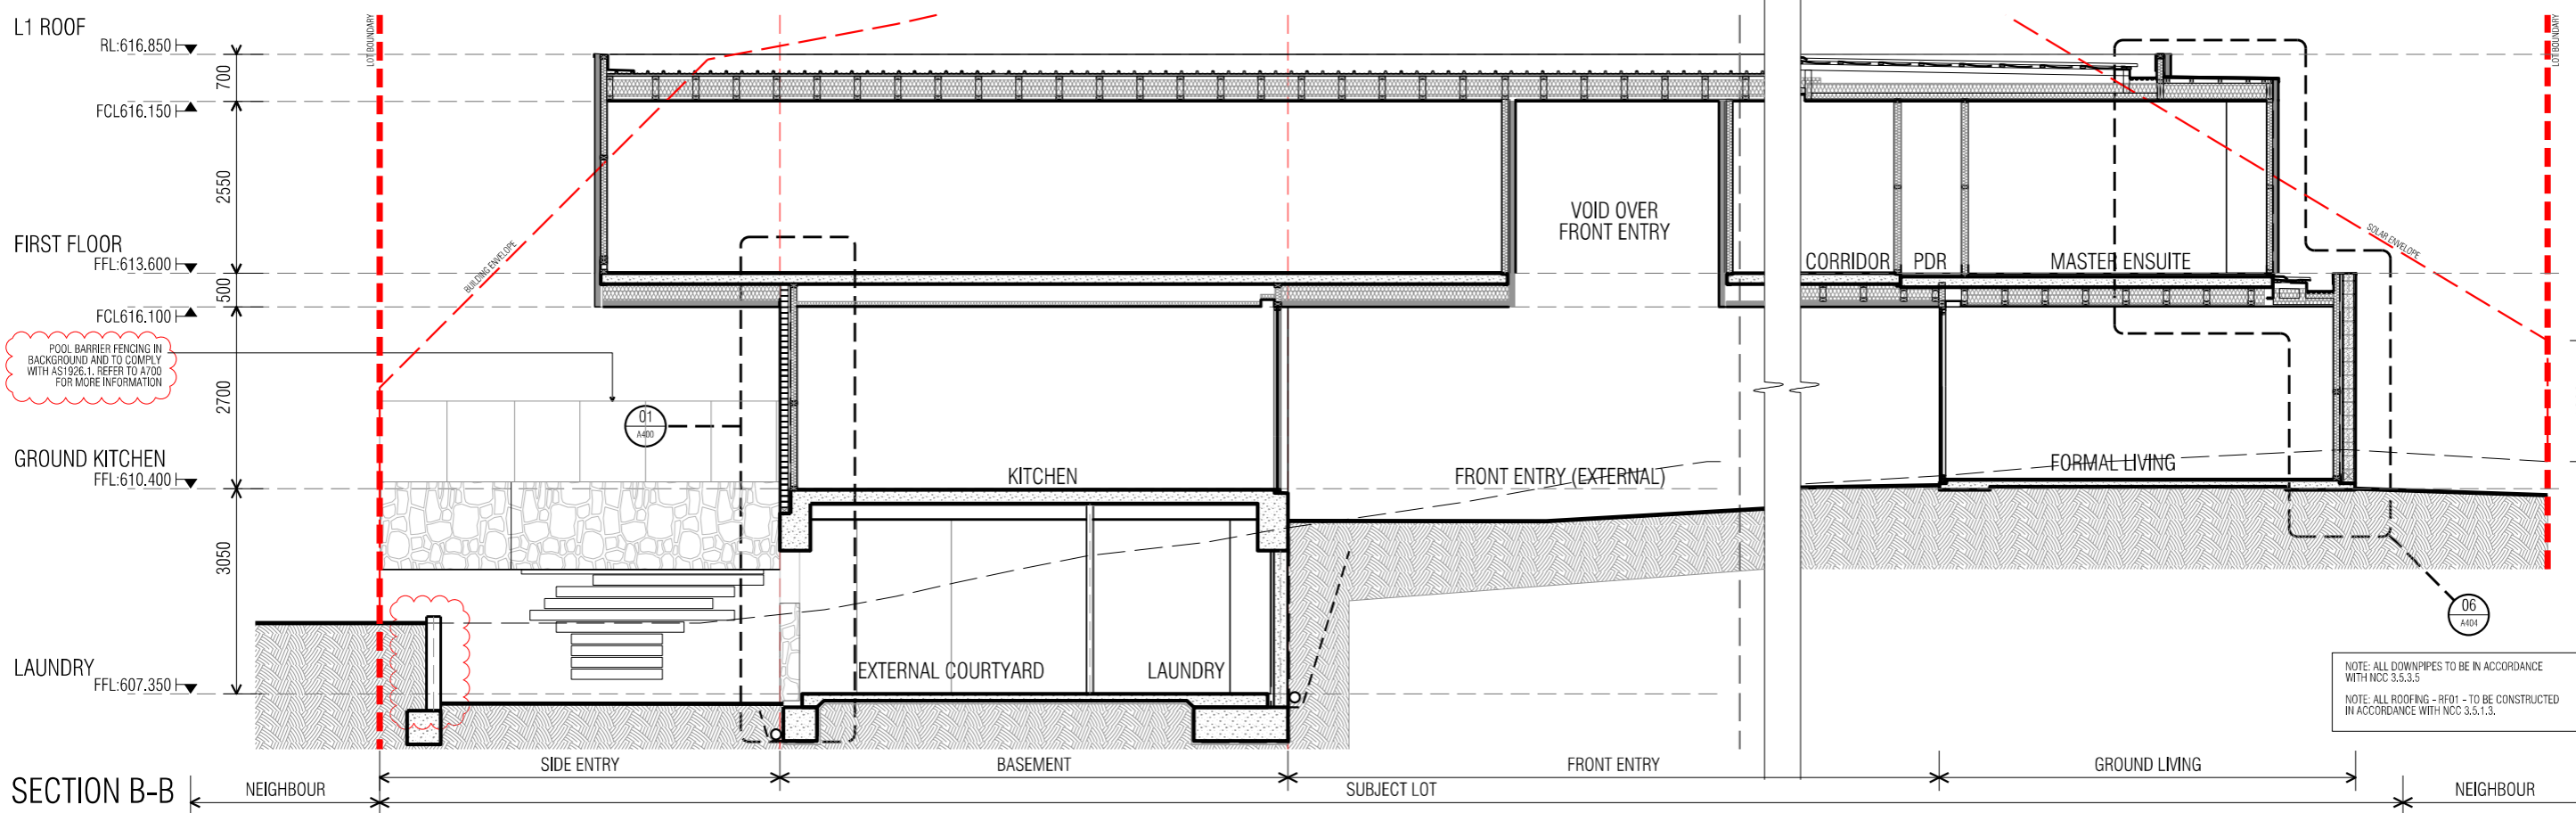 L1 ROOF
RL:616.850
700
FCL616.150
2550
FIRST FLOOR
FFL:613.600
500
FCL616.100
POOL BARRIER FENCING IN
BACKGROUND AND TO COMPLY
WITH AS1926.1. REFER TO A700
FOR MORE INFORMATION
2700
GROUND KITCHEN
FFL:610.400
3050
LAUNDRY
FFL:607.350
LOT BOUNDARY
BUILDING ENVELOPE
01
A400
KITCHEN
EXTERNAL COURTYARD
LAUNDRY
VOID OVER
FRONT ENTRY
FRONT ENTRY (EXTERNAL)
CORRIDOR
PDR
MASTER ENSUITE
FORMAL LIVING
SOLAR ENVELOPE
LOT BOUNDARY
06
A404
NOTE: ALL DOWNPIPES TO BE IN ACCORDANCE
WITH NCC 3.5.3.5
NOTE: ALL ROOFING - RF01 - TO BE CONSTRUCTED
IN ACCORDANCE WITH NCC 3.5.1.3.
SIDE ENTRY
BASEMENT
FRONT ENTRY
GROUND LIVING
SECTION B-B
NEIGHBOUR
SUBJECT LOT
NEIGHBOUR